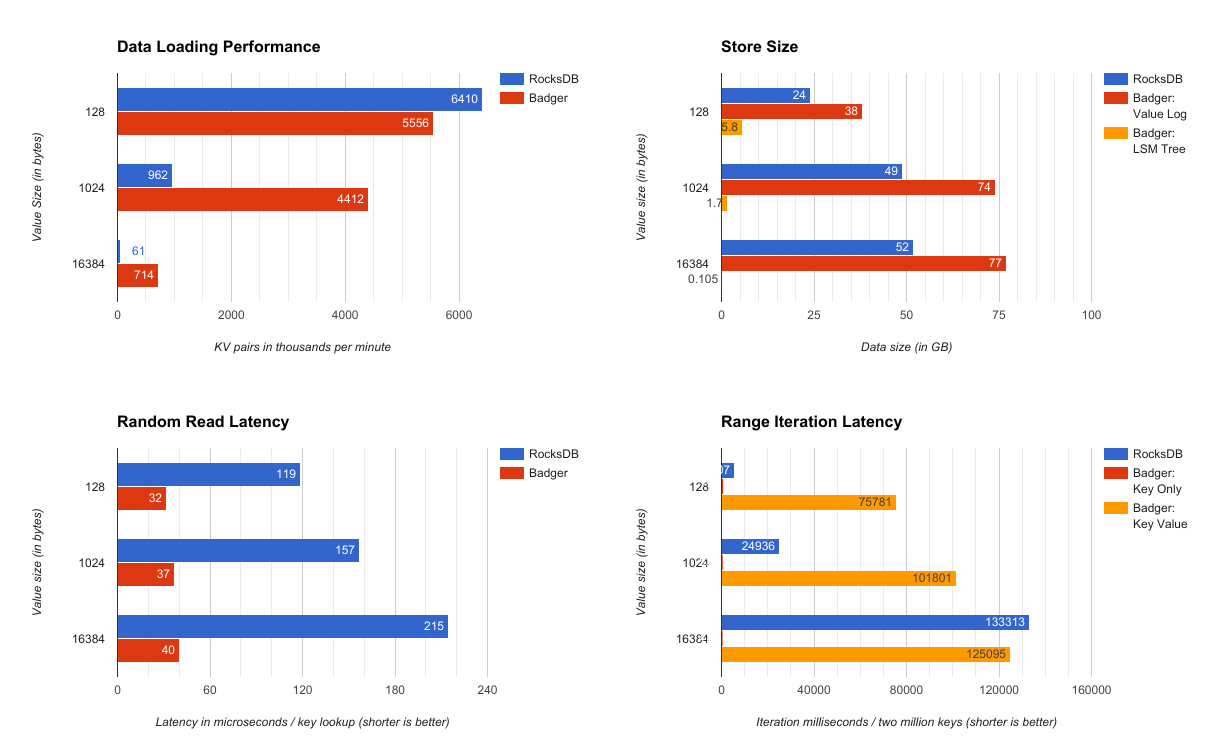 Data Loading Performance
RocksDB
Badger
Value Size (in bytes)
128
6410
5556
1024
962
4412
16384
61
714
0
2000
4000
6000
KV pairs in thousands per minute
Store Size
RocksDB
Badger:
Value Log
Badger:
LSM Tree
Value size (in bytes)
128
24
38
5.8
1024
49
74
1.7
16384
52
77
0.105
0
25
50
75
100
Data size (in GB)
Random Read Latency
RocksDB
Badger
Value size (in bytes)
128
119
32
1024
157
37
16384
215
40
0
60
120
180
240
Latency in microseconds / key lookup (shorter is better)
Range Iteration Latency
RocksDB
Badger:
Key Only
Badger:
Key Value
Value size (in bytes)
128
75781
1024
24936
101801
16384
133313
125095
0
40000
80000
120000
160000
Iteration milliseconds / two million keys (shorter is better)